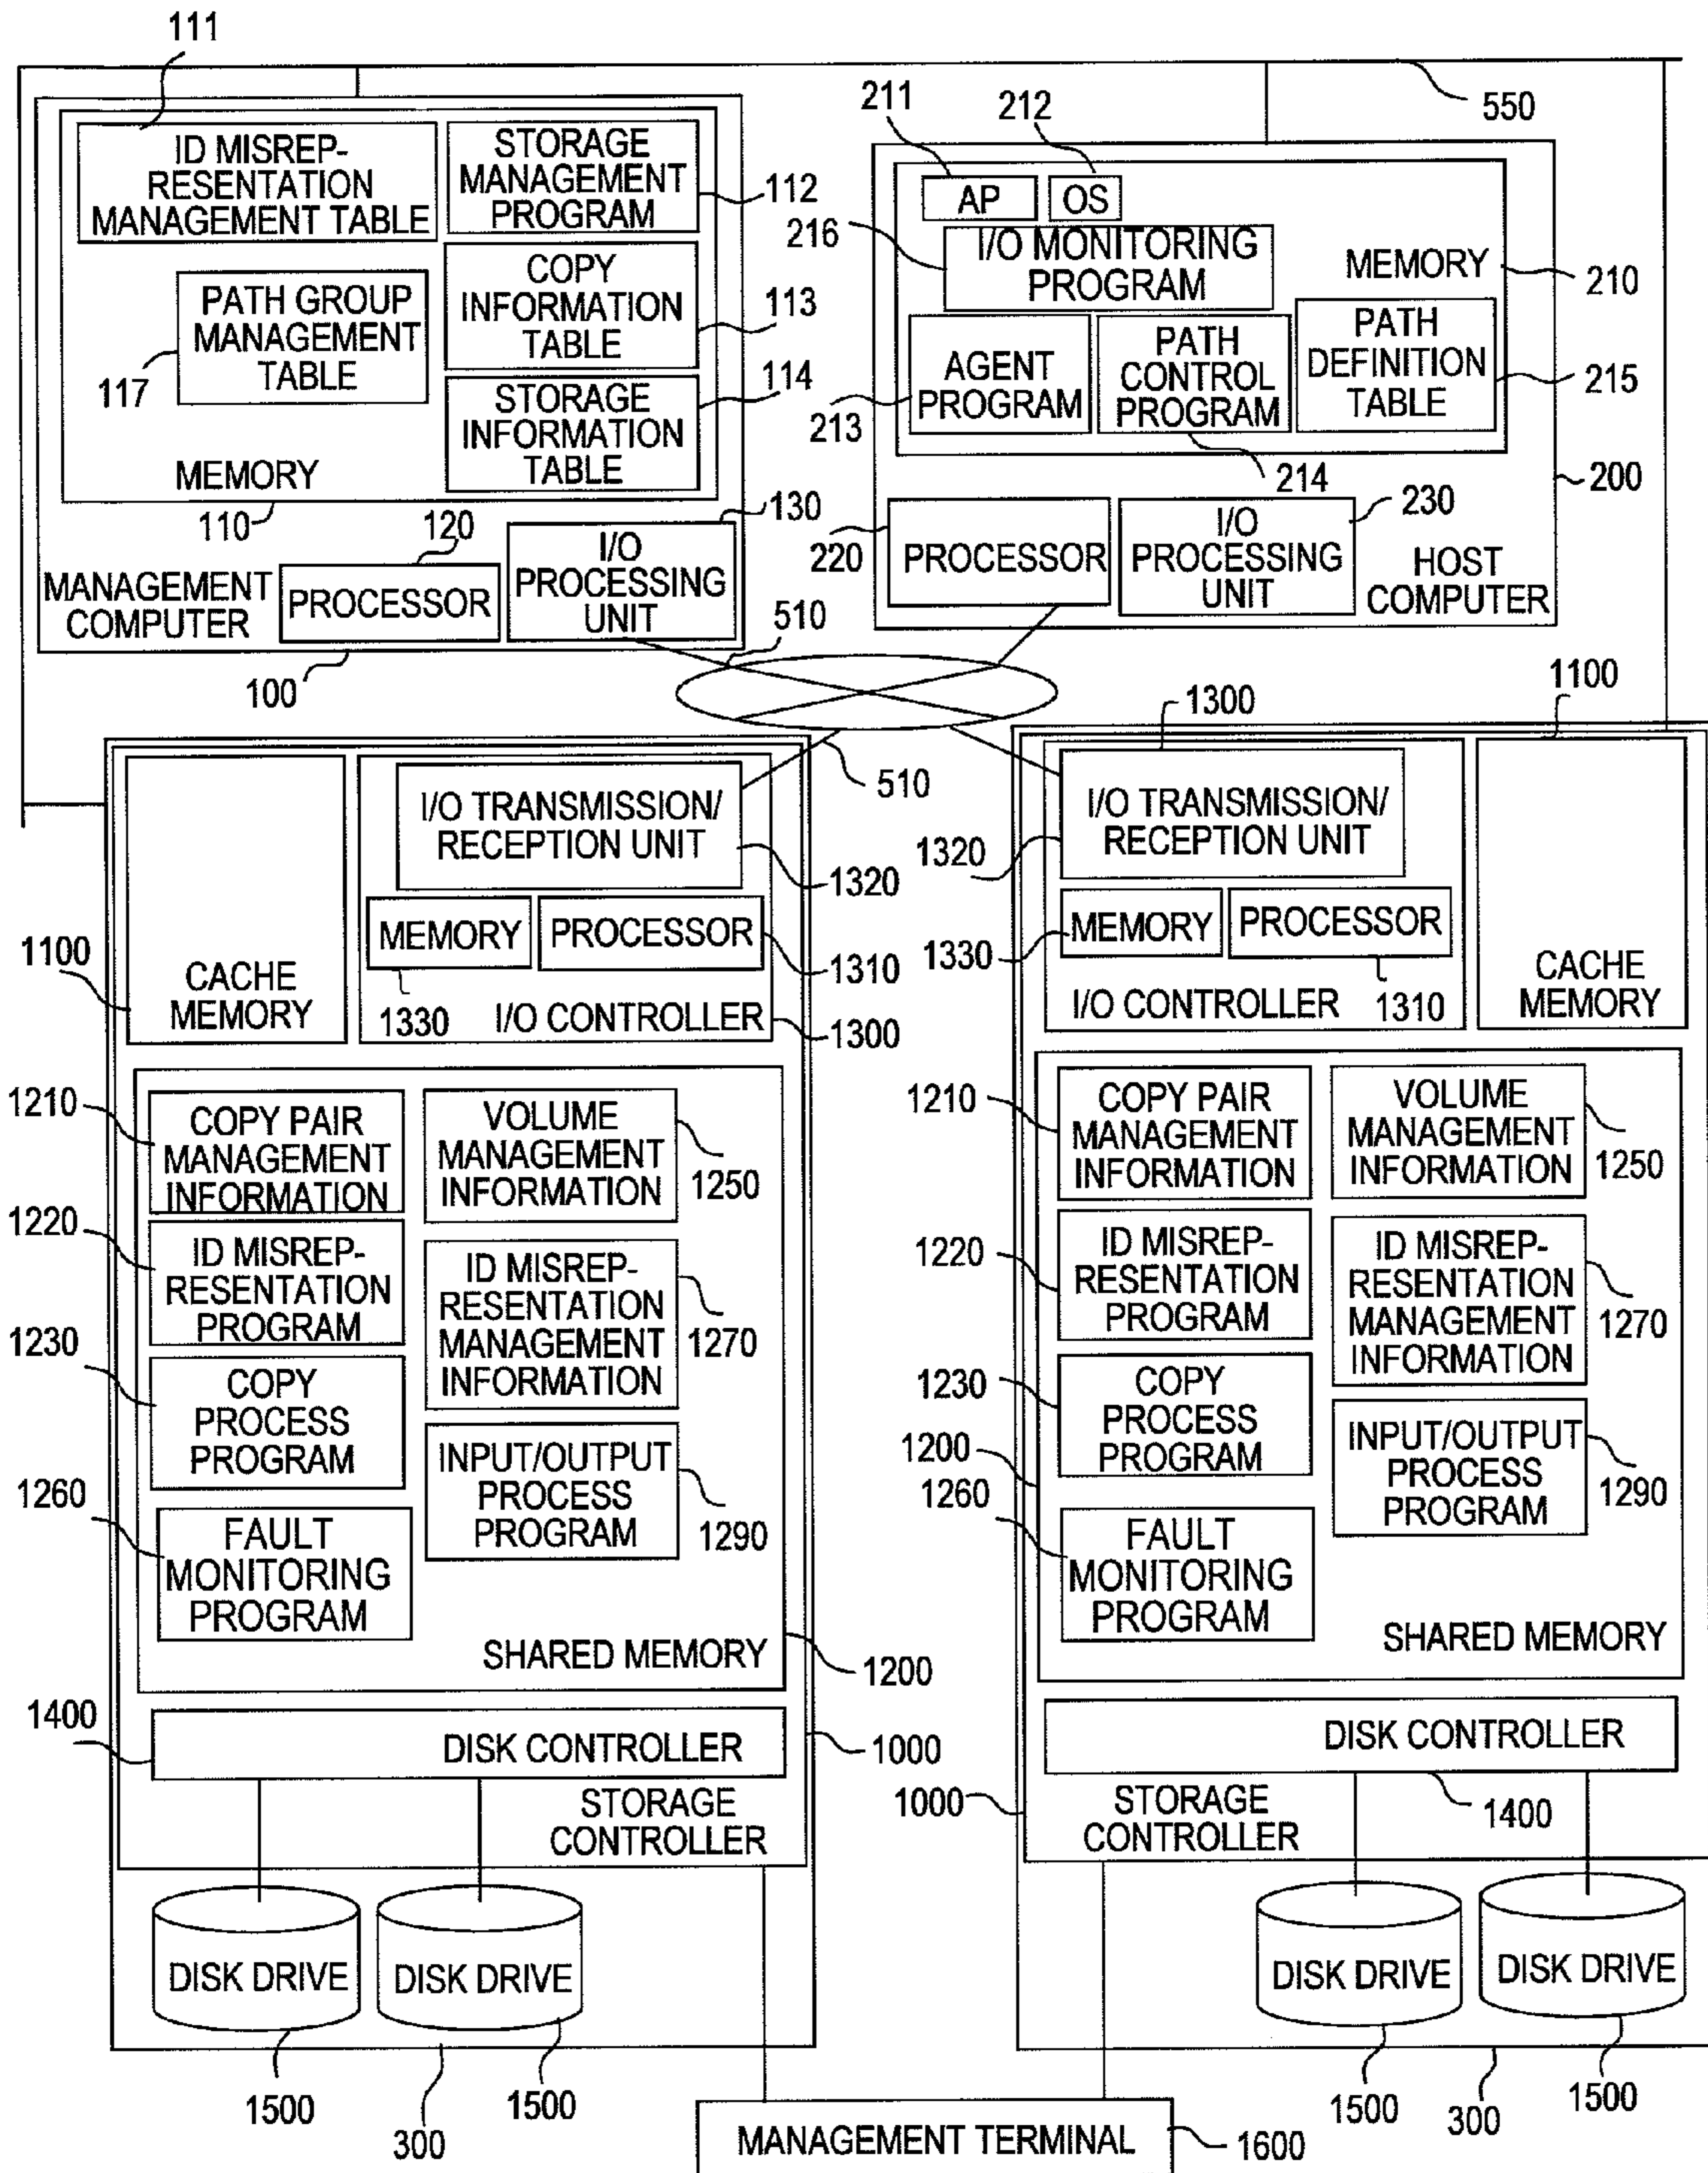 111
550
211
212
ID MISREP-
RESENTATION
MANAGEMENT TABLE
STORAGE
MANAGEMENT
PROGRAM
112
AP
OS
216
I/O MONITORING
PROGRAM
MEMORY
210
PATH GROUP
MANAGEMENT
TABLE
117
COPY
INFORMATION
TABLE
113
114
STORAGE
INFORMATION
TABLE
MEMORY
110
AGENT
PROGRAM
213
PATH
CONTROL
PROGRAM
214
PATH
DEFINITION
TABLE
215
200
120
130
MANAGEMENT
COMPUTER
PROCESSOR
I/O
PROCESSING
UNIT
100
220
PROCESSOR
I/O
PROCESSING
UNIT
230
HOST
COMPUTER
510
510
1300
1100
I/O TRANSMISSION/
RECEPTION UNIT
1320
MEMORY
PROCESSOR
1310
1330
I/O CONTROLLER
1300
1100
CACHE
MEMORY
I/O TRANSMISSION/
RECEPTION UNIT
1320
MEMORY
PROCESSOR
1330
1310
I/O CONTROLLER
CACHE
MEMORY
1210
COPY PAIR
MANAGEMENT
INFORMATION
VOLUME
MANAGEMENT
INFORMATION
1250
1220
ID MISREP-
RESENTATION
PROGRAM
ID MISREP-
RESENTATION
MANAGEMENT
INFORMATION
1270
1230
COPY
PROCESS
PROGRAM
INPUT/OUTPUT
PROCESS
PROGRAM
1290
1260
FAULT
MONITORING
PROGRAM
SHARED MEMORY
1200
1210
COPY PAIR
MANAGEMENT
INFORMATION
VOLUME
MANAGEMENT
INFORMATION
1250
1220
ID MISREP-
RESENTATION
PROGRAM
ID MISREP-
RESENTATION
MANAGEMENT
INFORMATION
1270
1230
COPY
PROCESS
PROGRAM
1200
INPUT/OUTPUT
PROCESS
PROGRAM
1290
1260
FAULT
MONITORING
PROGRAM
SHARED MEMORY
1400
DISK CONTROLLER
1000
STORAGE
CONTROLLER
DISK CONTROLLER
1400
1000
STORAGE
CONTROLLER
DISK DRIVE
DISK DRIVE
1500
300
1500
DISK DRIVE
DISK DRIVE
1500
300
1500
MANAGEMENT TERMINAL
1600